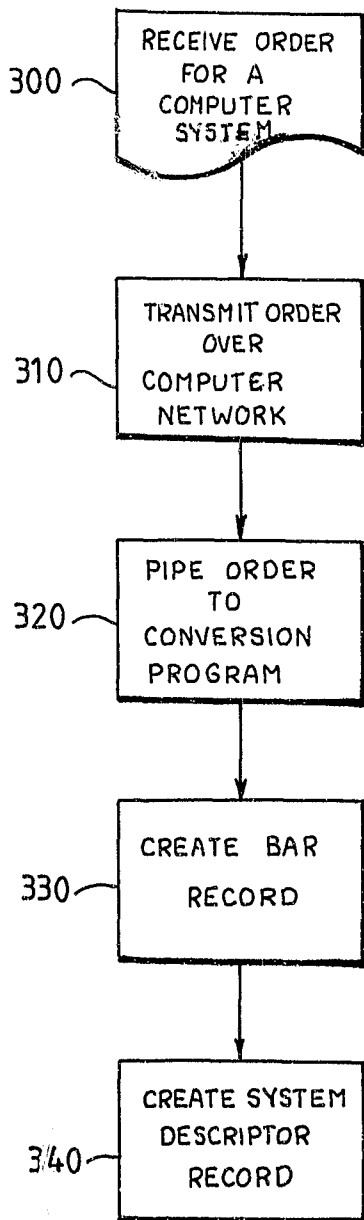 RECEIVE ORDER
FOR A
300
COMPUTER
SYSTEM
TRANSMIT ORDER
OVER
310
COMPUTER
NETWORK
PIPE ORDER
TO
320
CONVERSION
PROGRAM
CREATE BAR
330
RECORD
CREATE SYSTEM
DESCRIPTOR
340
RECORD